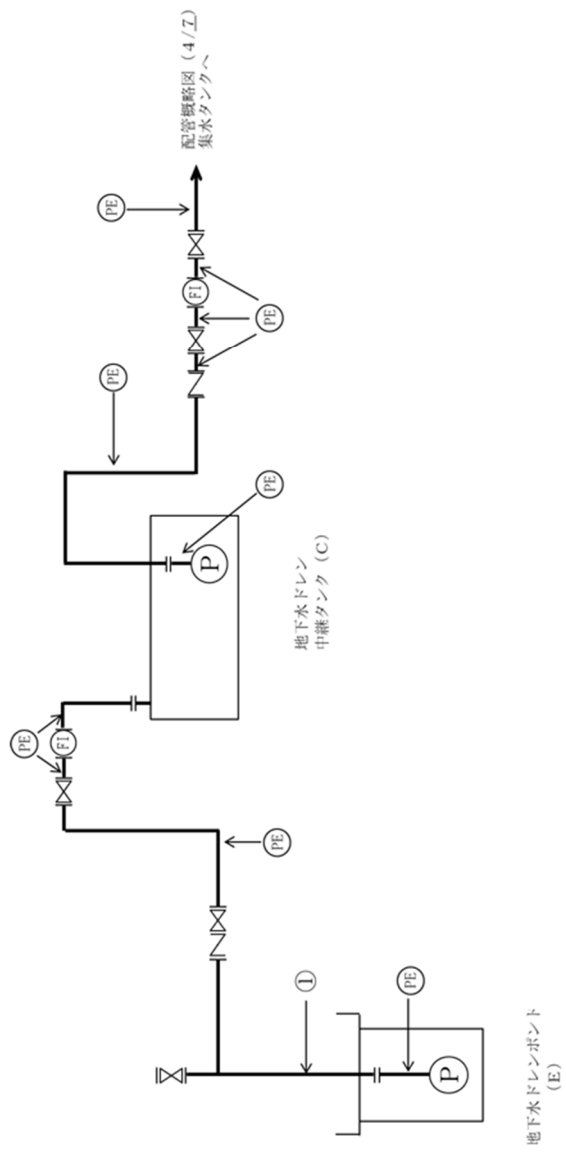 配管概略図（4/7）
集水タンクへ
PE
FI
PE
PE
PE
P
地下水ドレン
中継タンク（C）
PE
FI
PE
①
PE
P
地下水ドレンポンド
（E）